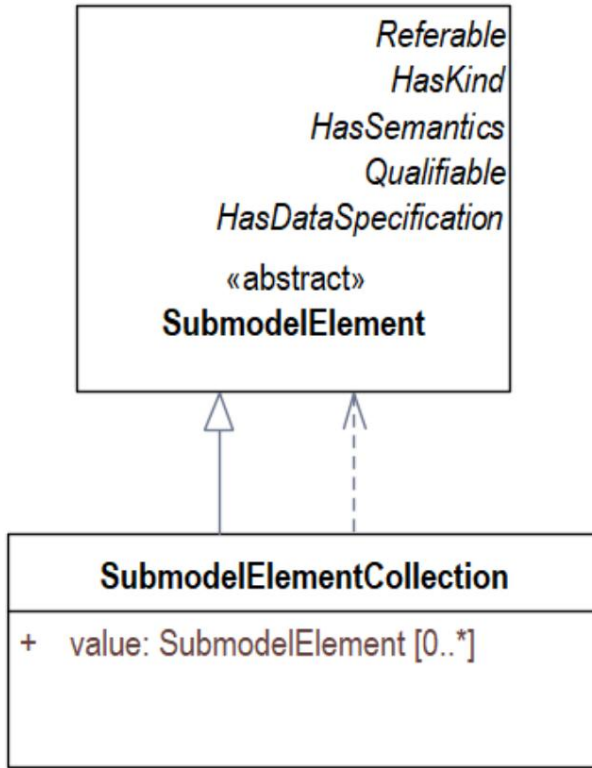 Referable
HasKind
HasSemantics
Qualifiable
HasDataSpecification
«abstract»
SubmodelElement
SubmodelElementCollection
+ value: SubmodelElement [0..*]